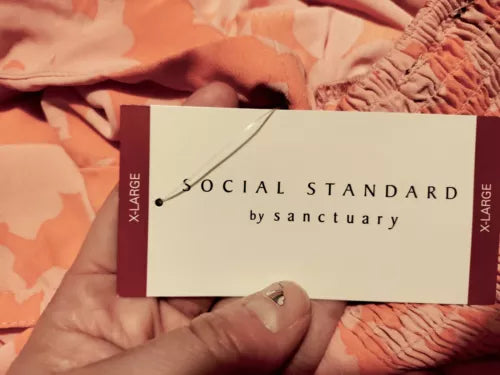 X-LARGE
SOCIAL STANDARD
by sanctuary
X-LARGE